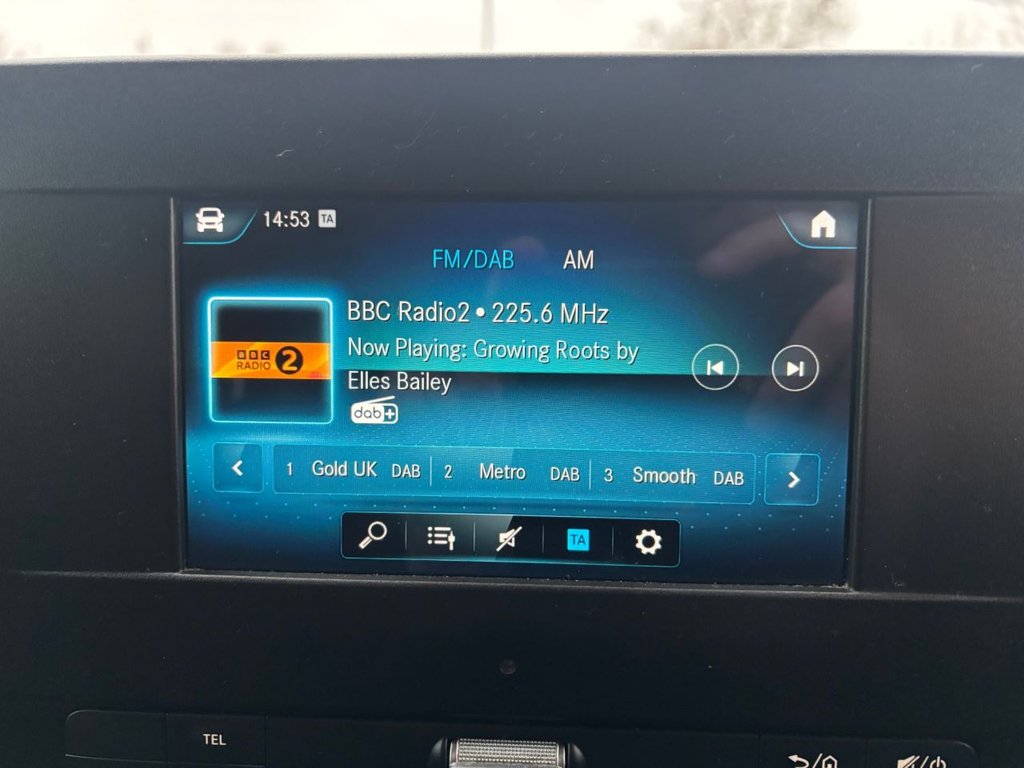 14:53 TA
FM/DAB AM
BBC Radio2 • 225.6 MHz
Now Playing: Growing Roots by
Elles Bailey
BBC
RADIO 2
dab+
1 Gold UK DAB 2 Metro DAB 3 Smooth DAB
TA
TEL